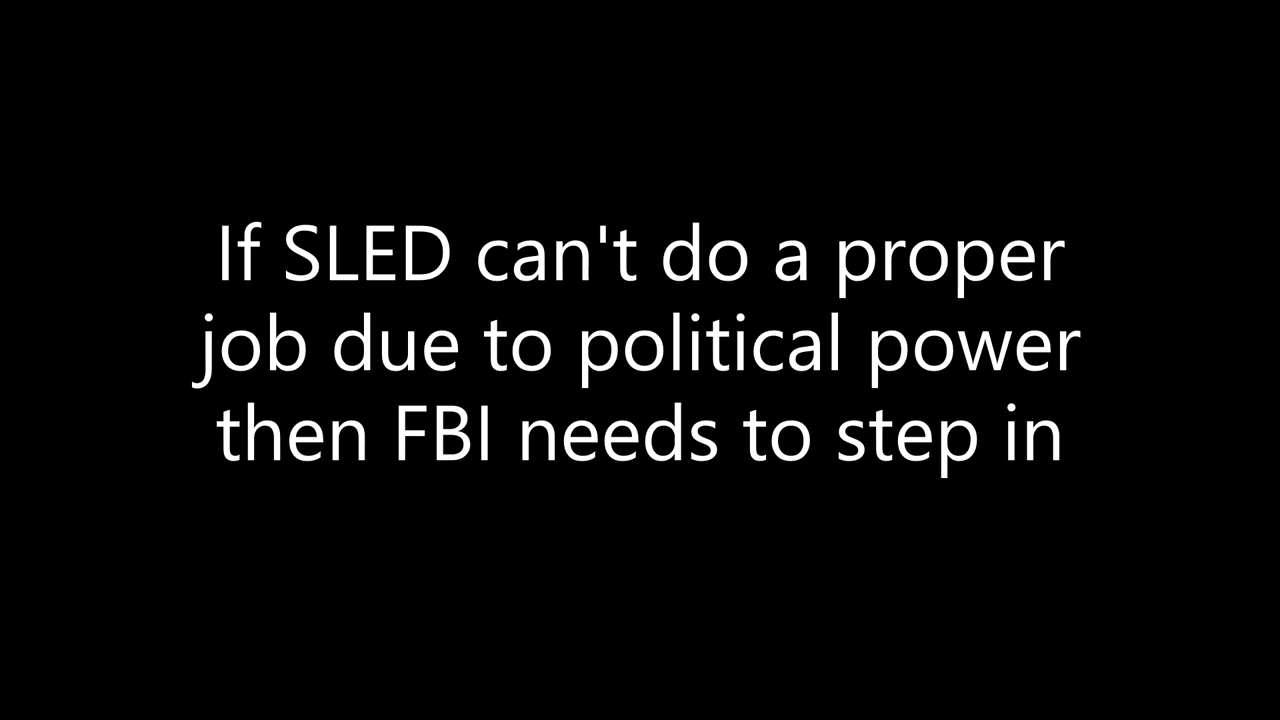 If SLED can't do a proper
job due to political power
then FBI needs to step in